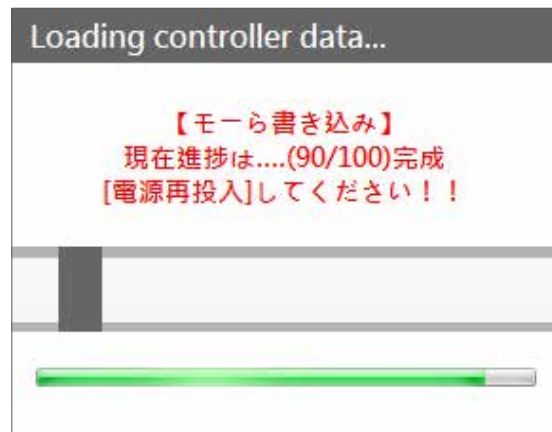 Loading controller data...
【モーら書き込み】
現在進捗は....(90/100)完成
[電源再投入]してください！！